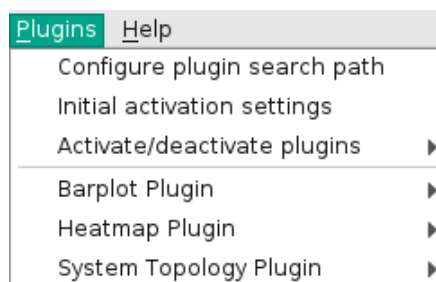 Plugins Help
Configure plugin search path
Initial activation settings
Activate/deactivate plugins
Barplot Plugin
Heatmap Plugin
System Topology Plugin